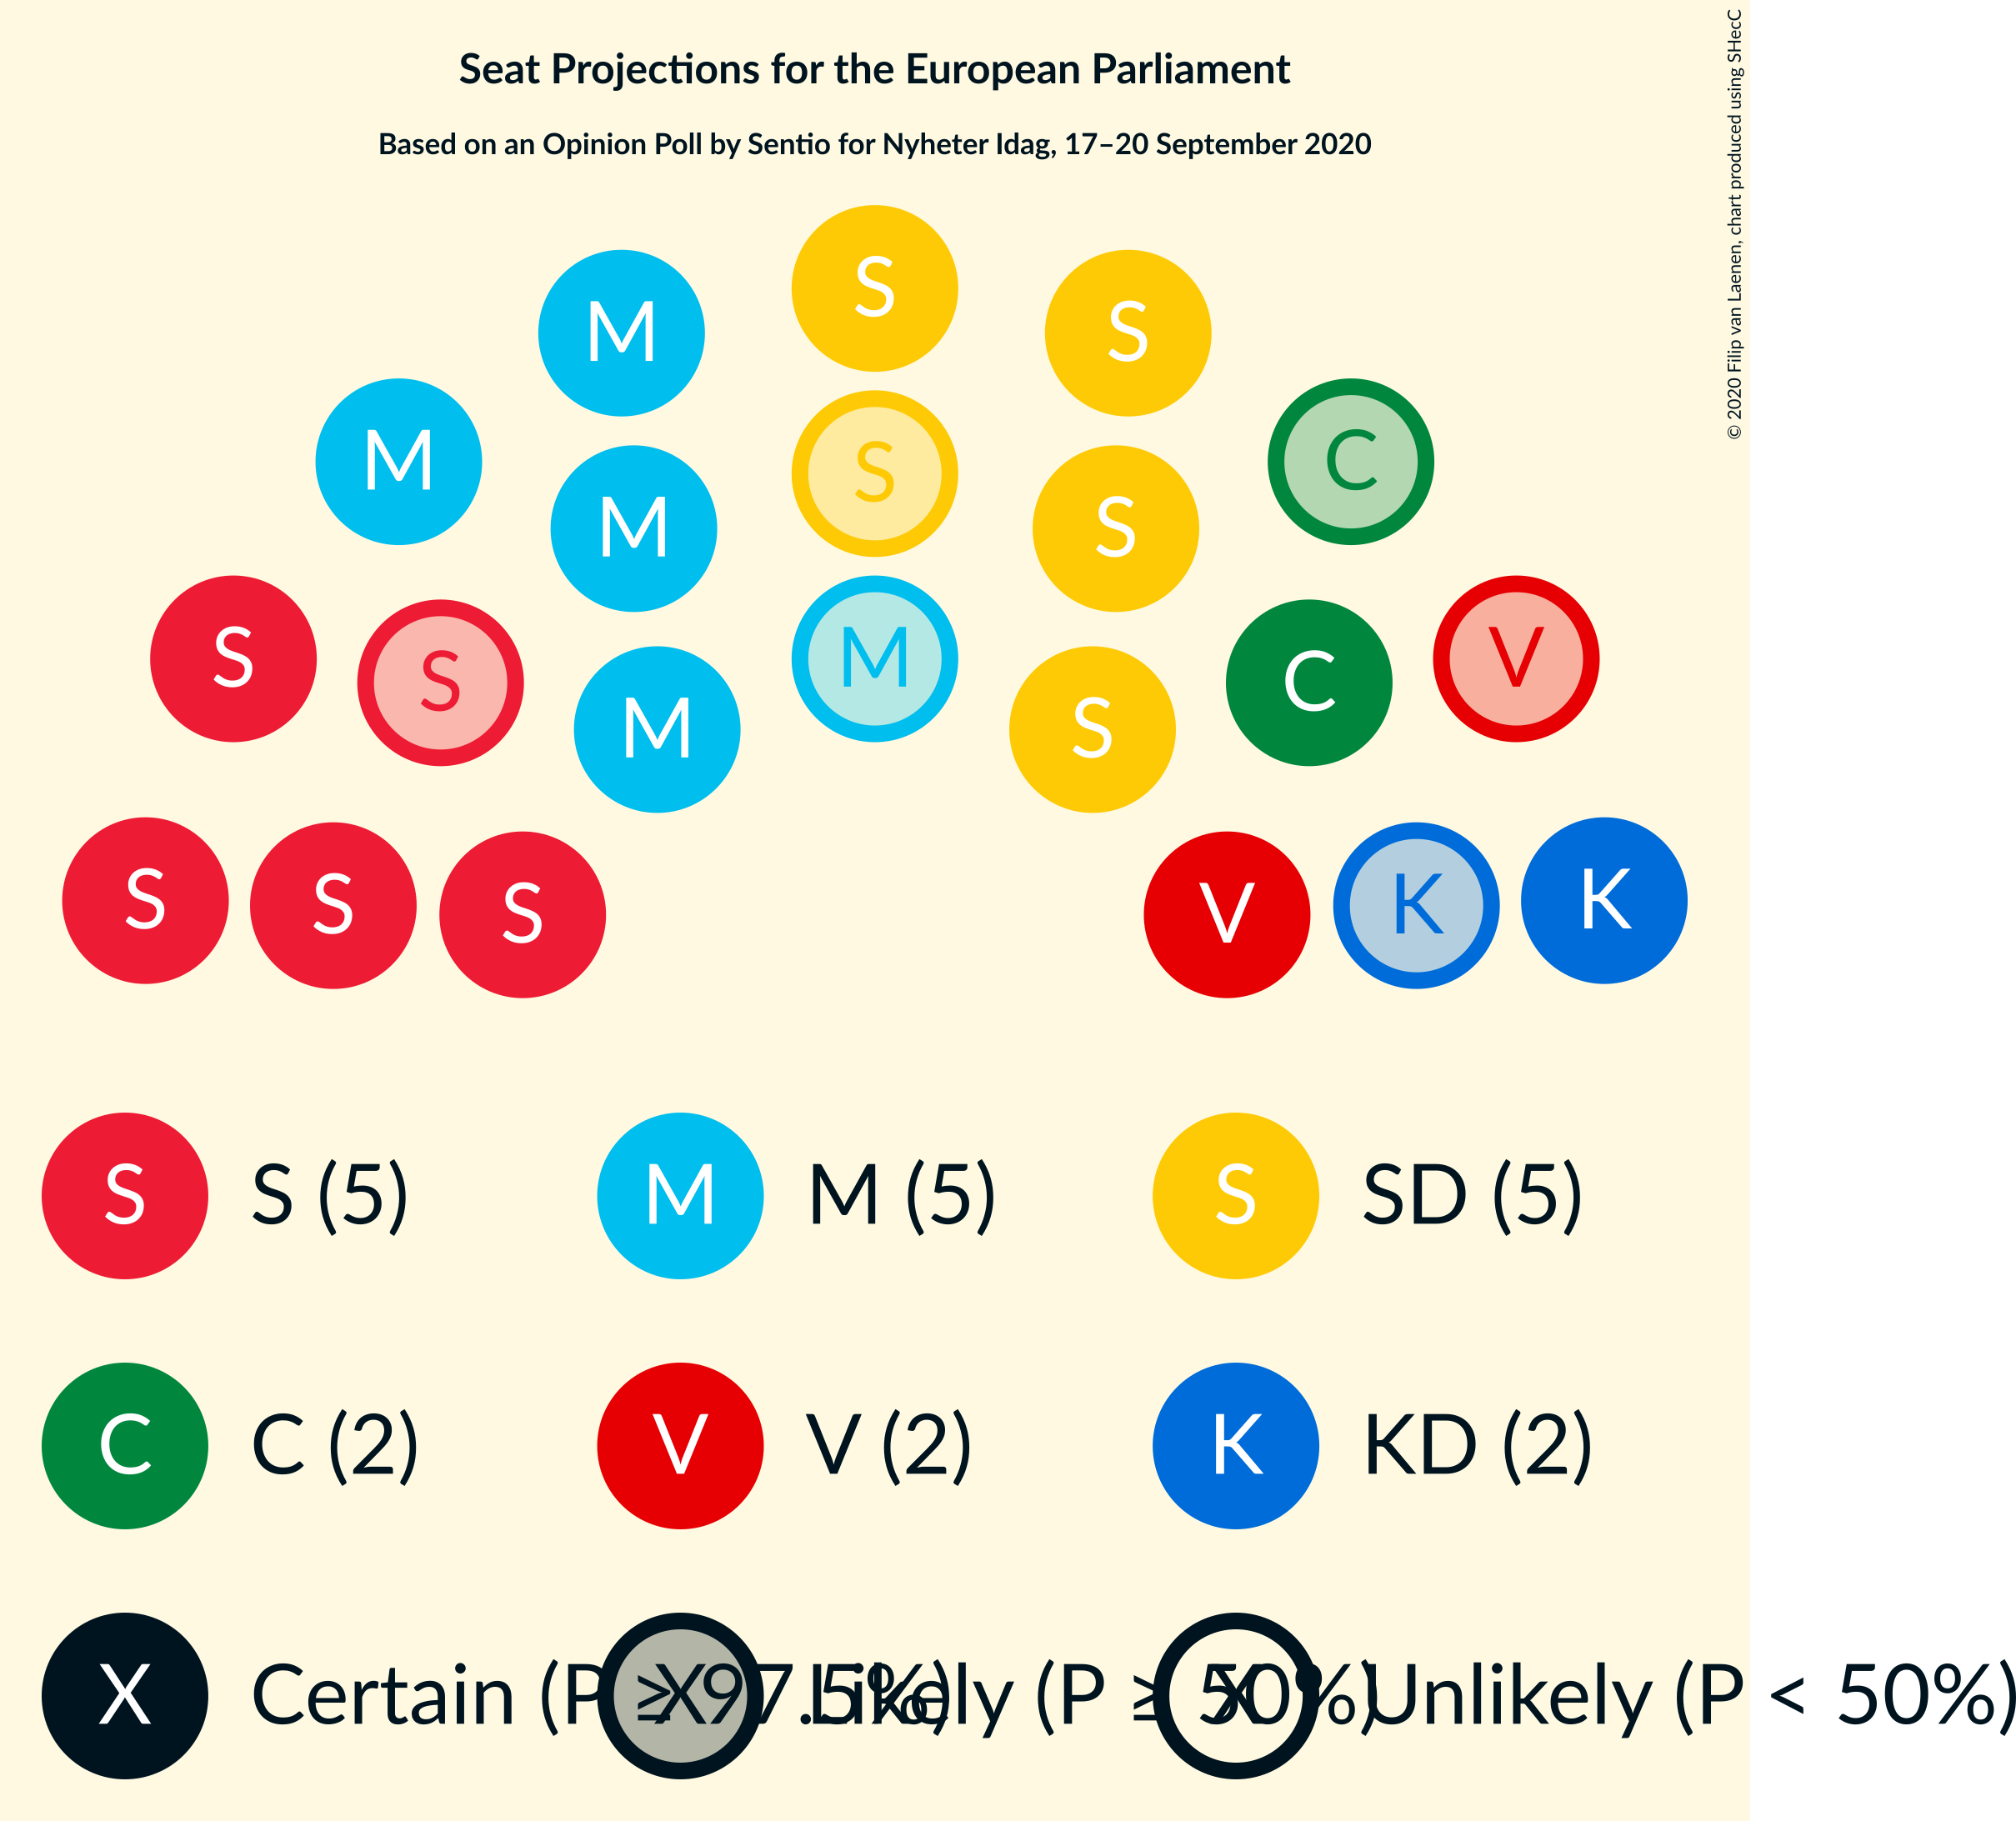 Seat Projections for the European Parliament
Based on an Opinion Poll by Sentio for Nyheter Idag, 17–20 September 2020
© 2020 Filip van Laenen, chart produced using SHecC
S
M S
M S C
M S S
S S M M S C V
S S S V K K
S S (5) M M (5) S SD (5)
C C (2) V V (2) K KD (2)
X Certain (P ≥ 97.5%) X Likely (P ≥ 50%) X Unlikely (P < 50%)